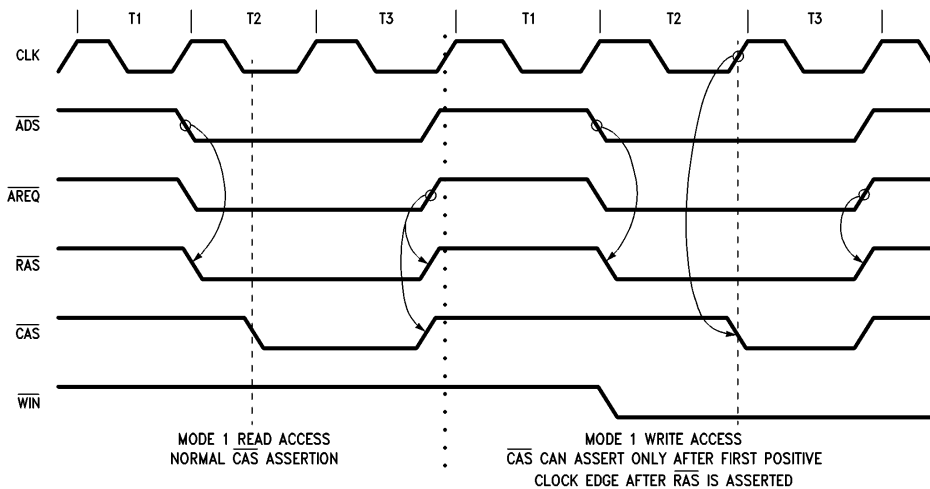 T1 T2 T3 T1 T2 T3
CLK
ADS
AREQ
RAS
CAS
WIN
MODE 1 READ ACCESS
NORMAL CAS ASSERTION
MODE 1 WRITE ACCESS
CAS CAN ASSERT ONLY AFTER FIRST POSITIVE
CLOCK EDGE AFTER RAS IS ASSERTED